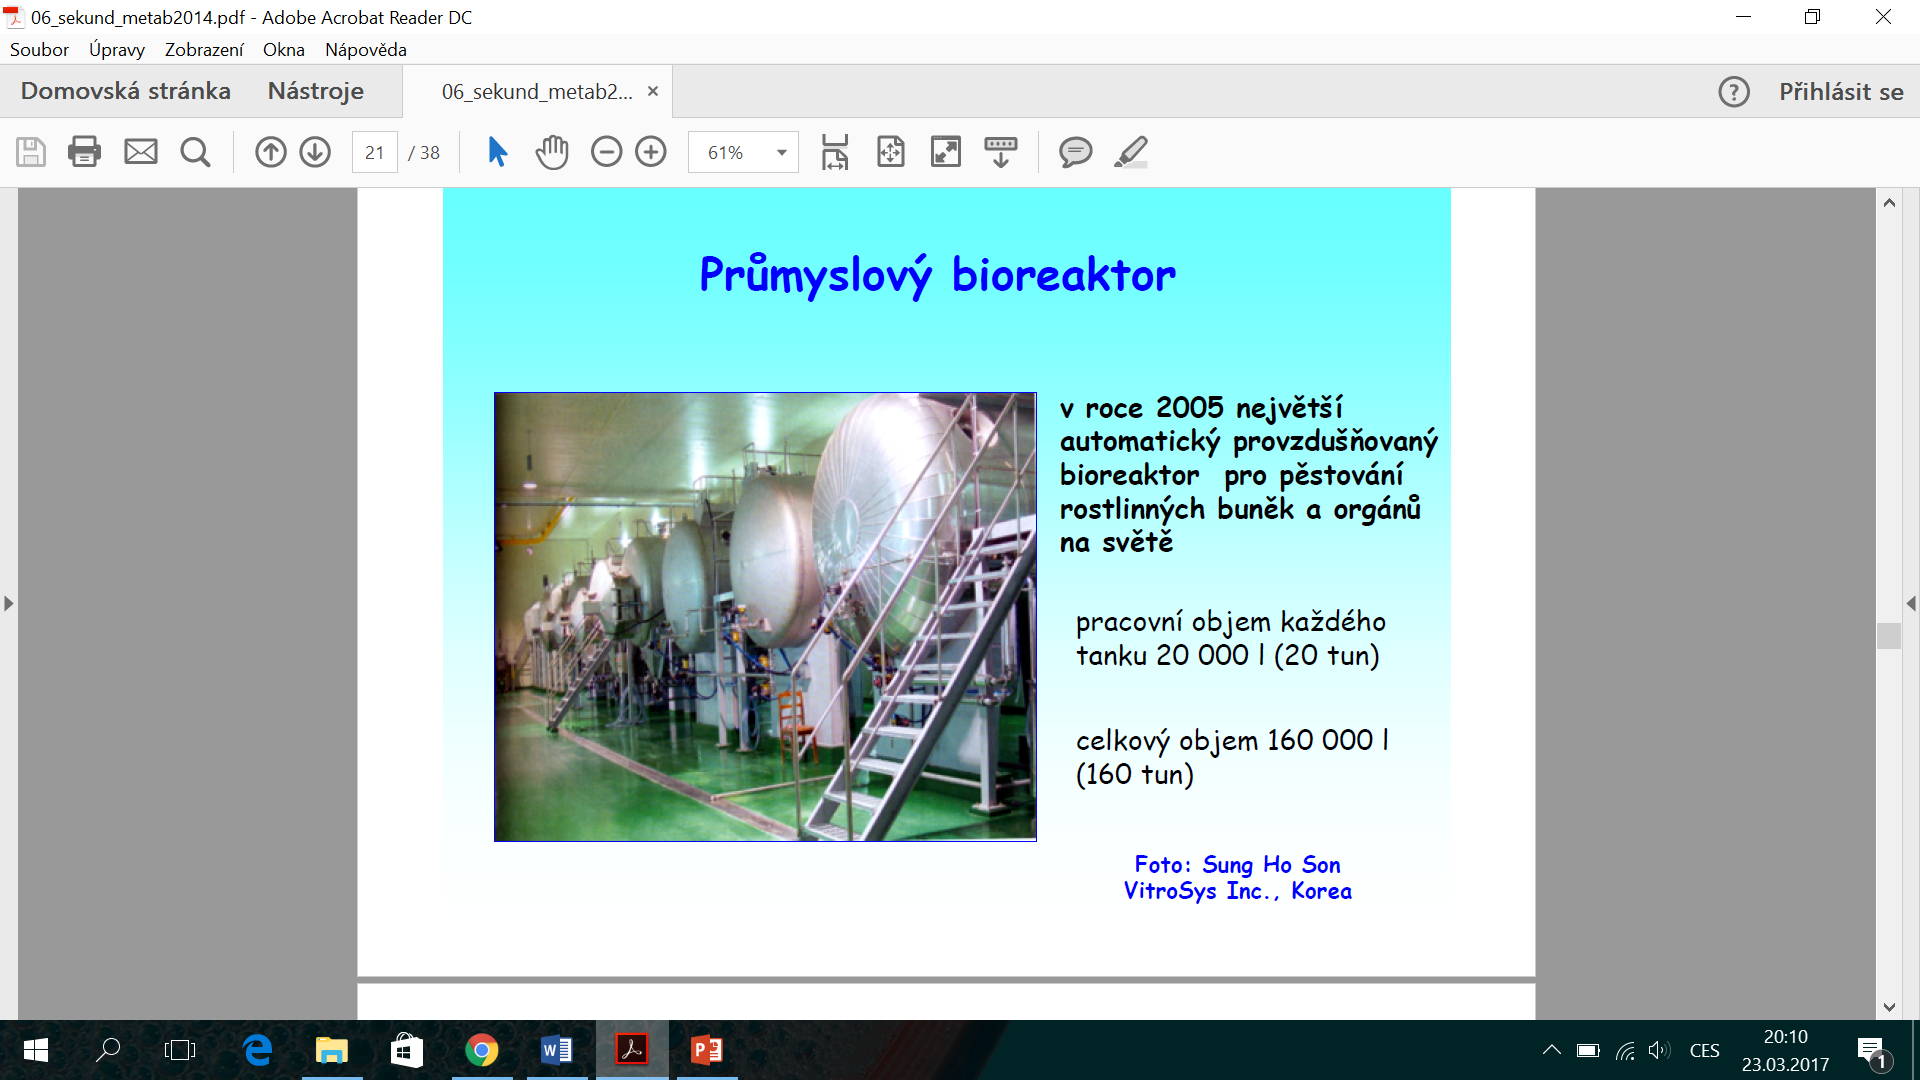 06_sekund_metab2014.pdf - Adobe Acrobat Reader DC
Soubor Úpravy Zobrazení Okna Nápověda
Domovská stránka Nástroje 06_sekund_metab2... × ? Přihlásit se
21 / 38 61%
Průmyslový bioreaktor
v roce 2005 největší
automatický provzdušňovaný
bioreaktor pro pěstování
rostlinných buněk a orgánů
na světě
pracovní objem každého
tanku 20 000 l (20 tun)
celkový objem 160 000 l
(160 tun)
Foto: Sung Ho Son
VitroSys Inc., Korea
CES
20:10
23.03.2017
1